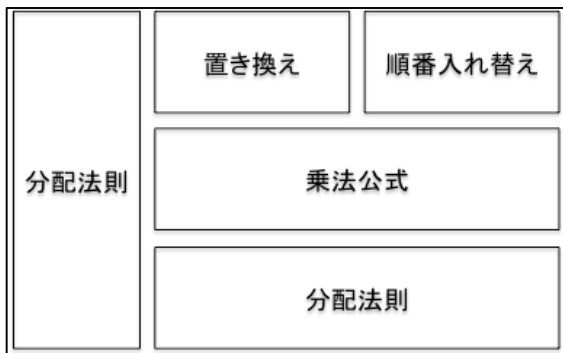 分配法則
置き換え
順番入れ替え
乗法公式
分配法則